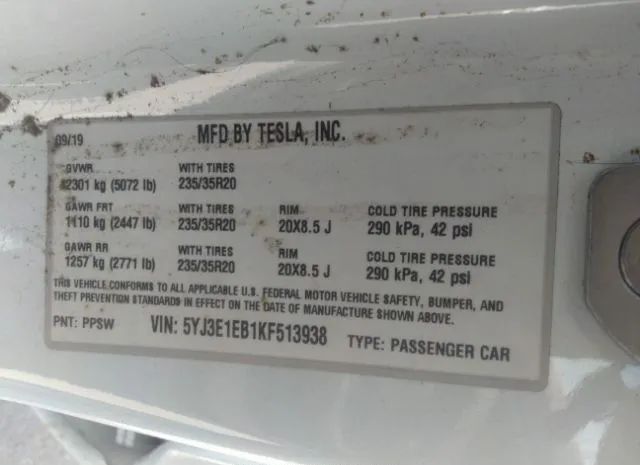 09/19 MFD BY TESLA, INC.
GVWR WITH TIRES
2301 kg (5072 lb) 235/35R20
GAWR FRT WITH TIRES RIM COLD TIRE PRESSURE
1110 kg (2447 lb) 235/35R20 20X8.5 J 290 kPa, 42 psi
GAWR RR WITH TIRES RIM COLD TIRE PRESSURE
1257 kg (2771 lb) 235/35R20 20X8.5 J 290 kPa, 42 psi
THIS VEHICLE CONFORMS TO ALL APPLICABLE U.S. FEDERAL MOTOR VEHICLE SAFETY, BUMPER, AND
THEFT PREVENTION STANDARDS IN EFFECT ON THE DATE OF MANUFACTURE SHOWN ABOVE.
PNT: PPSW VIN: 5YJ3E1EB1KF513938 TYPE: PASSENGER CAR